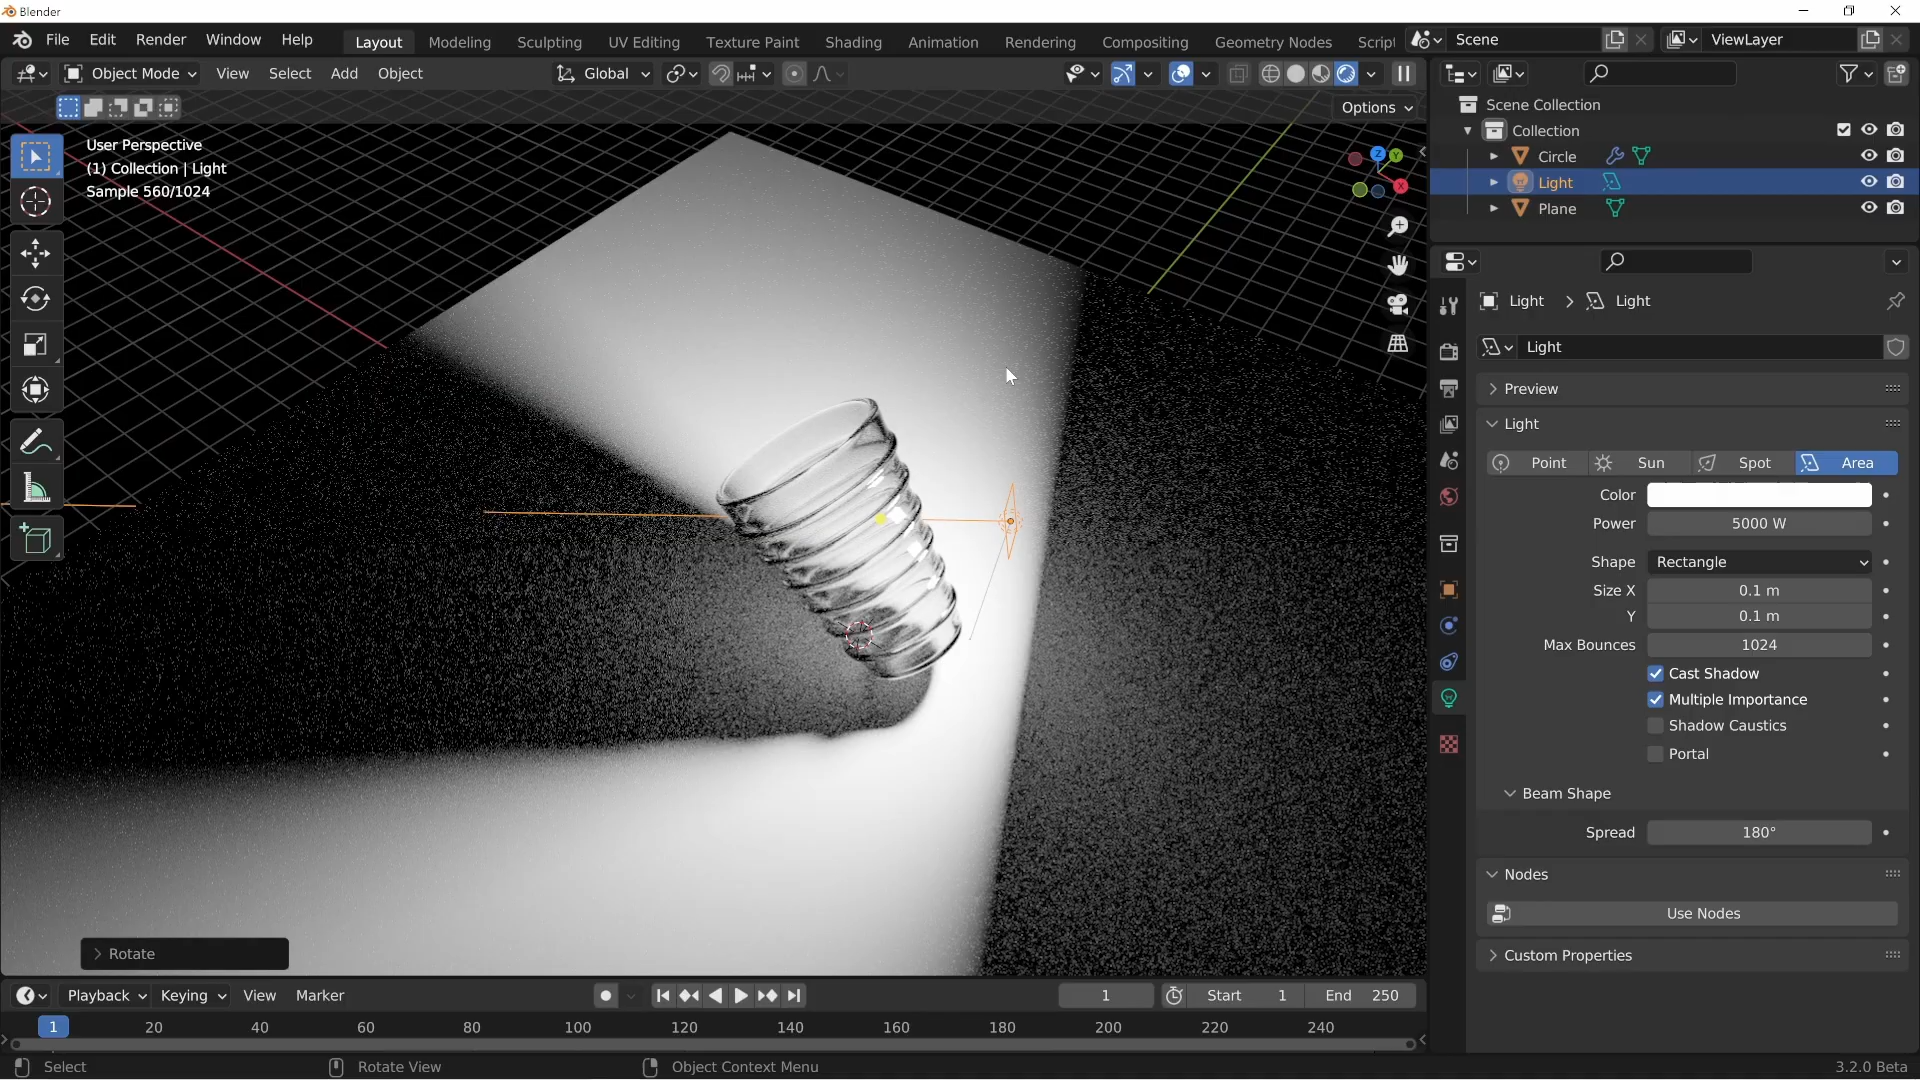 Blender
File Edit Render Window Help Layout Modeling Sculpting UV Editing Texture Paint Shading Animation Rendering Compositing Geometry Nodes Script Scene ViewLayer
Object Mode View Select Add Object Global
Options
User Perspective
(1) Collection | Light
Sample 560/1024
Z Y X
Scene Collection
Collection
Circle
Light
Plane
Light > Light
Light
Preview
Light
Point Sun Spot Area
Color
Power 5000 W
Shape Rectangle
Size X 0.1 m
Y 0.1 m
Max Bounces 1024
Cast Shadow
Multiple Importance
Shadow Caustics
Portal
Beam Shape
Spread 180°
Nodes
Use Nodes
Custom Properties
Rotate
Playback Keying View Marker 1 Start 1 End 250
1 20 40 60 80 100 120 140 160 180 200 220 240
Select Rotate View Object Context Menu 3.2.0 Beta